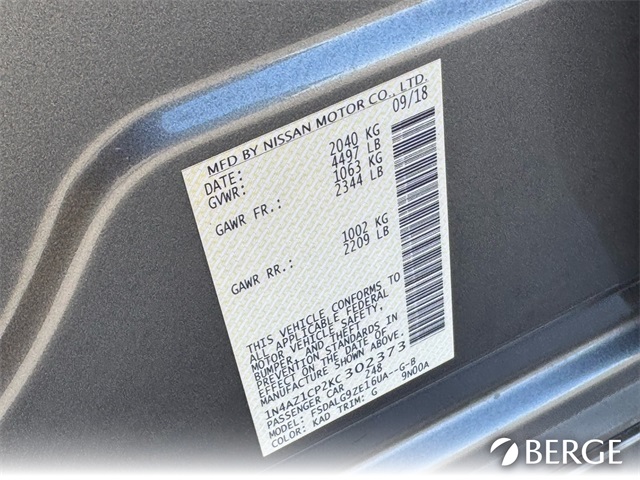 MFD BY NISSAN MOTOR CO., LTD.
DATE: 09/18
GVWR: 2040 KG
4497 LB
GAWR FR.: 1063 KG
2344 LB
GAWR RR.: 1002 KG
2209 LB
THIS VEHICLE CONFORMS TO
ALL APPLICABLE FEDERAL
MOTOR VEHICLE SAFETY,
BUMPER, AND THEFT
PREVENTION STANDARDS IN
EFFECT ON THE DATE OF
MANUFACTURE SHOWN ABOVE.
1N4AZ1CP2KC302373
PASSENGER CAR 248
MODEL: FSDALG9ZE16UA--G-B
COLOR: KAD TRIM: G 9N00A
BERGE